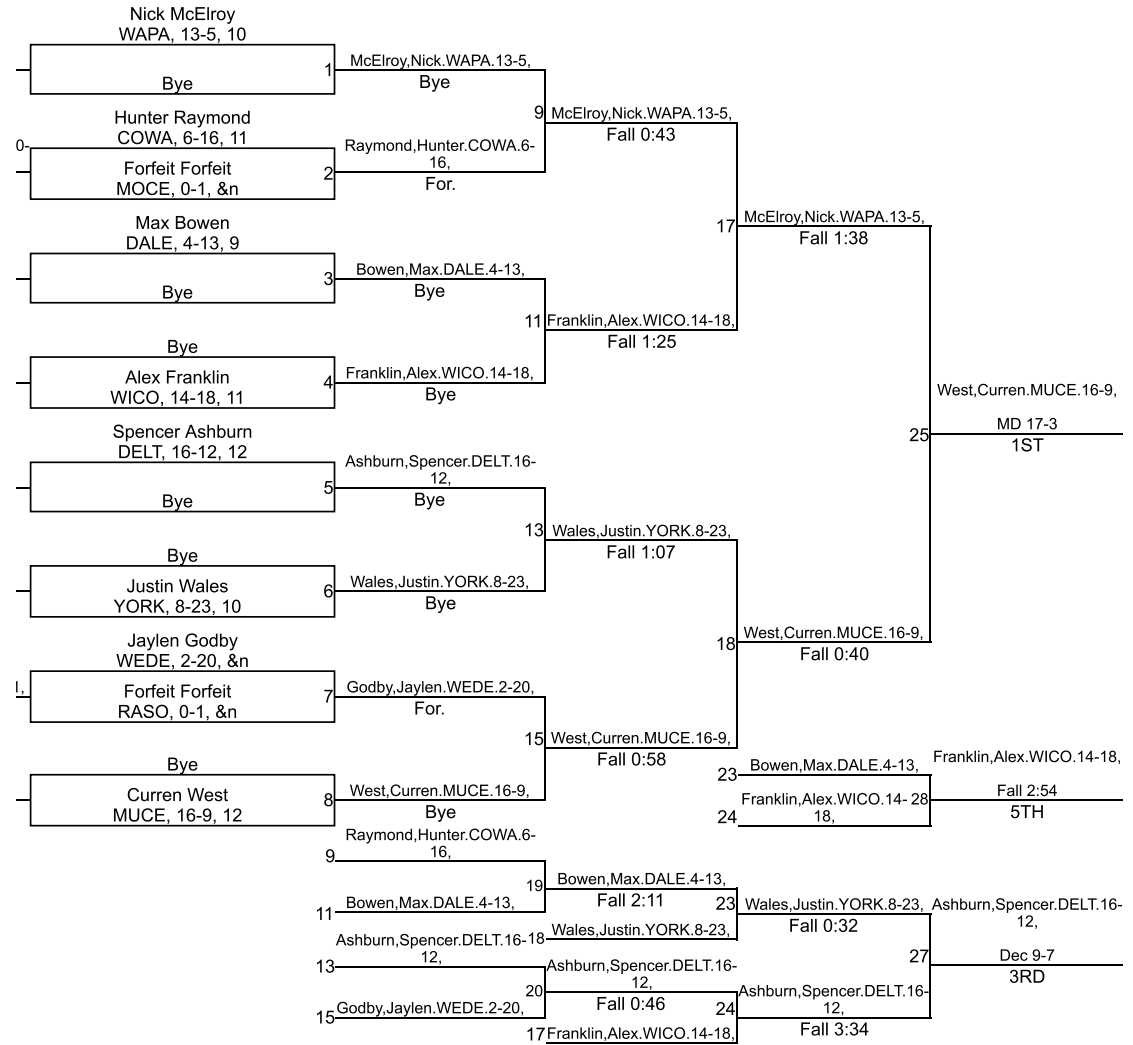 Nick McElroy
WAPA, 13-5, 10
Bye
1
McElroy,Nick.WAPA.13-5,
Bye
9
McElroy,Nick.WAPA.13-5,
Fall 0:43
Hunter Raymond
COWA, 6-16, 11
0-
Forfeit Forfeit
MOCE, 0-1, &n
2
Raymond,Hunter.COWA.6-
16,
For.
Max Bowen
DALE, 4-13, 9
Bye
3
Bowen,Max.DALE.4-13,
Bye
17
McElroy,Nick.WAPA.13-5,
Fall 1:38
11
Franklin,Alex.WICO.14-18,
Fall 1:25
Bye
Alex Franklin
WICO, 14-18, 11
4
Franklin,Alex.WICO.14-18,
Bye
25
West,Curren.MUCE.16-9,
MD 17-3
1ST
Spencer Ashburn
DELT, 16-12, 12
Bye
5
Ashburn,Spencer.DELT.16-
12,
Bye
13
Wales,Justin.YORK.8-23,
Fall 1:07
Bye
Justin Wales
YORK, 8-23, 10
6
Wales,Justin.YORK.8-23,
Bye
18
West,Curren.MUCE.16-9,
Fall 0:40
Jaylen Godby
WEDE, 2-20, &n
Forfeit Forfeit
RASO, 0-1, &n
7
Godby,Jaylen.WEDE.2-20,
For.
15
West,Curren.MUCE.16-9,
Fall 0:58
Bye
Curren West
MUCE, 16-9, 12
8
West,Curren.MUCE.16-9,
Bye
23
Bowen,Max.DALE.4-13,
24
Franklin,Alex.WICO.14-
18,
28
Franklin,Alex.WICO.14-18,
Fall 2:54
5TH
9
Raymond,Hunter.COWA.6-
16,
11
Bowen,Max.DALE.4-13,
19
Bowen,Max.DALE.4-13,
Fall 2:11
18
Wales,Justin.YORK.8-23,
23
Wales,Justin.YORK.8-23,
Fall 0:32
13
Ashburn,Spencer.DELT.16-
12,
15
Godby,Jaylen.WEDE.2-20,
20
Ashburn,Spencer.DELT.16-
12,
Fall 0:46
17
Franklin,Alex.WICO.14-18,
24
Ashburn,Spencer.DELT.16-
12,
Fall 3:34
27
Ashburn,Spencer.DELT.16-
12,
Dec 9-7
3RD